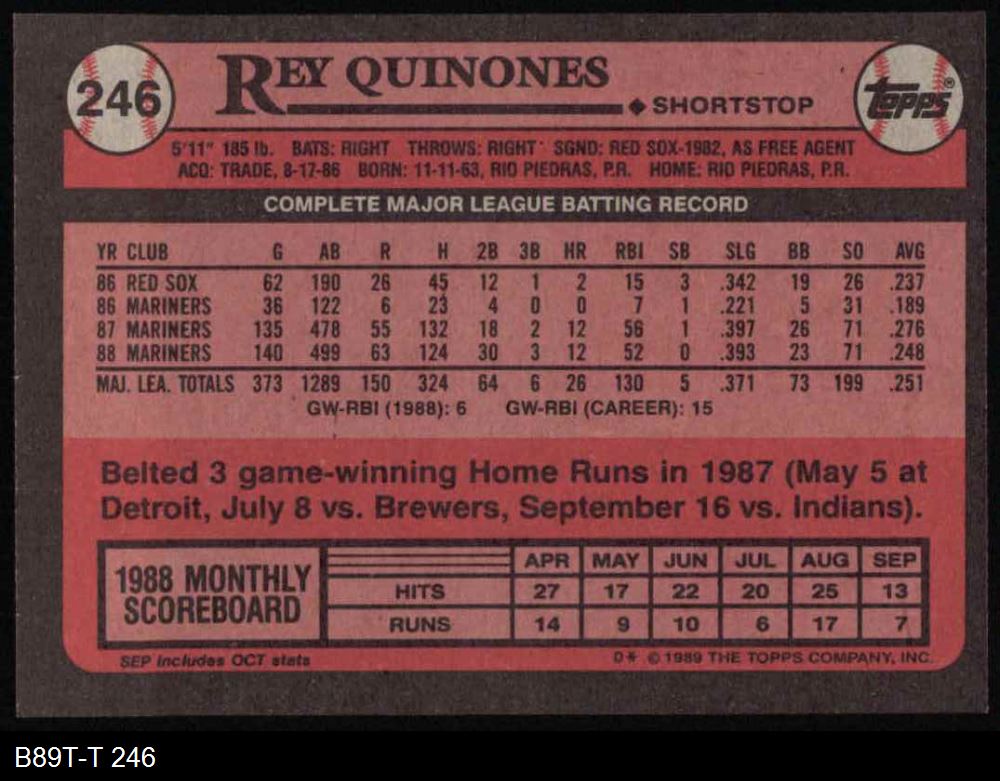 246
REY QUINONES
◆ SHORTSTOP
TOPPS®
5'11" 185 lb. BATS: RIGHT THROWS: RIGHT SGND: RED SOX-1982, AS FREE AGENT
ACQ: TRADE, 8-17-86 BORN: 11-11-63, RIO PIEDRAS, P.R. HOME: RIO PIEDRAS, P.R.
COMPLETE MAJOR LEAGUE BATTING RECORD
YR CLUB G AB R H 2B 3B HR RBI SB SLG BB SO AVG
86 RED SOX 62 190 26 45 12 1 2 15 3 .342 19 26 .237
86 MARINERS 36 122 6 23 4 0 0 7 1 .221 5 31 .189
87 MARINERS 135 478 55 132 18 2 12 56 1 .397 26 71 .276
88 MARINERS 140 499 63 124 30 3 12 52 0 .393 23 71 .248
MAJ. LEA. TOTALS 373 1289 150 324 64 6 26 130 5 .371 73 199 .251
GW-RBI (1988): 6 GW-RBI (CAREER): 15
Belted 3 game-winning Home Runs in 1987 (May 5 at
Detroit, July 8 vs. Brewers, September 16 vs. Indians).
1988 MONTHLY
SCOREBOARD
APR MAY JUN JUL AUG SEP
HITS 27 17 22 20 25 13
RUNS 14 9 10 6 17 7
SEP includes OCT stats
D* © 1989 THE TOPPS COMPANY, INC.
B89T-T 246